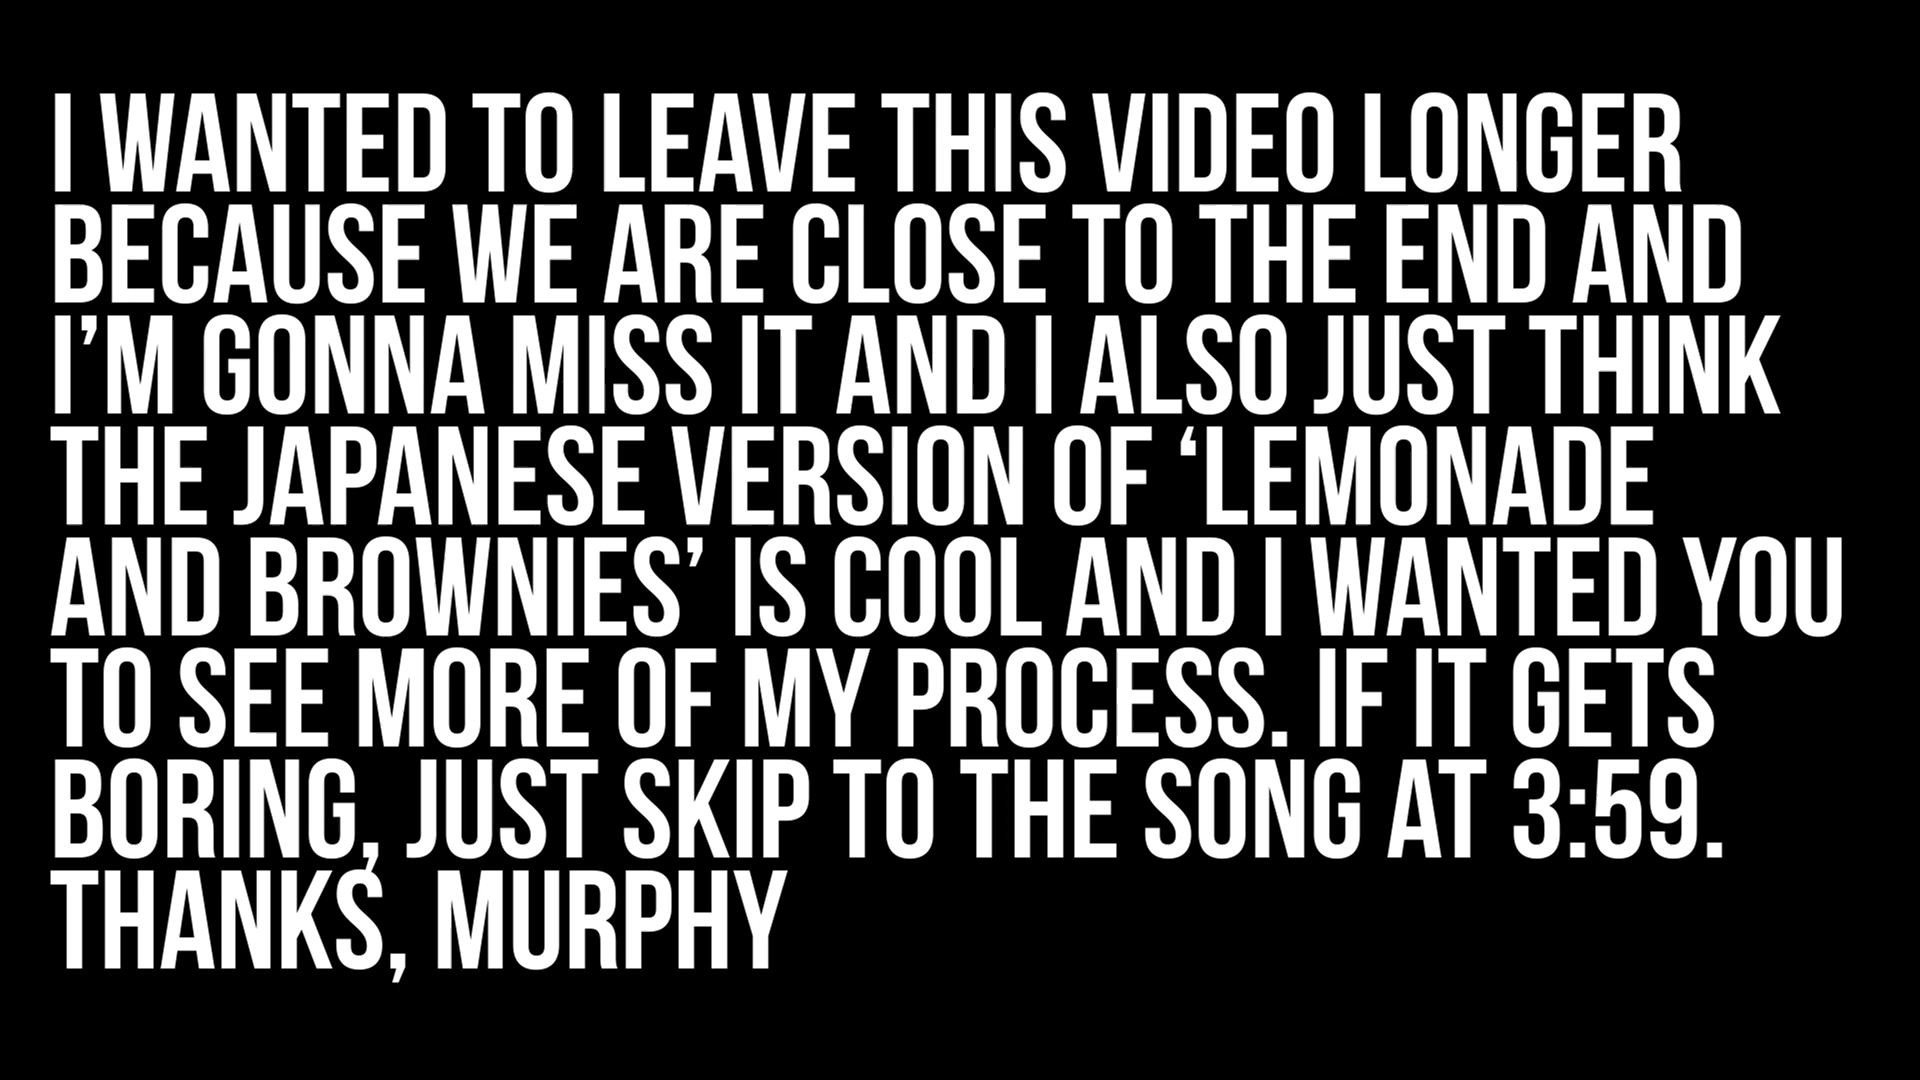 I WANTED TO LEAVE THIS VIDEO LONGER
BECAUSE WE ARE CLOSE TO THE END AND
I’M GONNA MISS IT AND I ALSO JUST THINK
THE JAPANESE VERSION OF ‘LEMONADE
AND BROWNIES’ IS COOL AND I WANTED YOU
TO SEE MORE OF MY PROCESS. IF IT GETS
BORING, JUST SKIP TO THE SONG AT 3:59.
THANKS, MURPHY